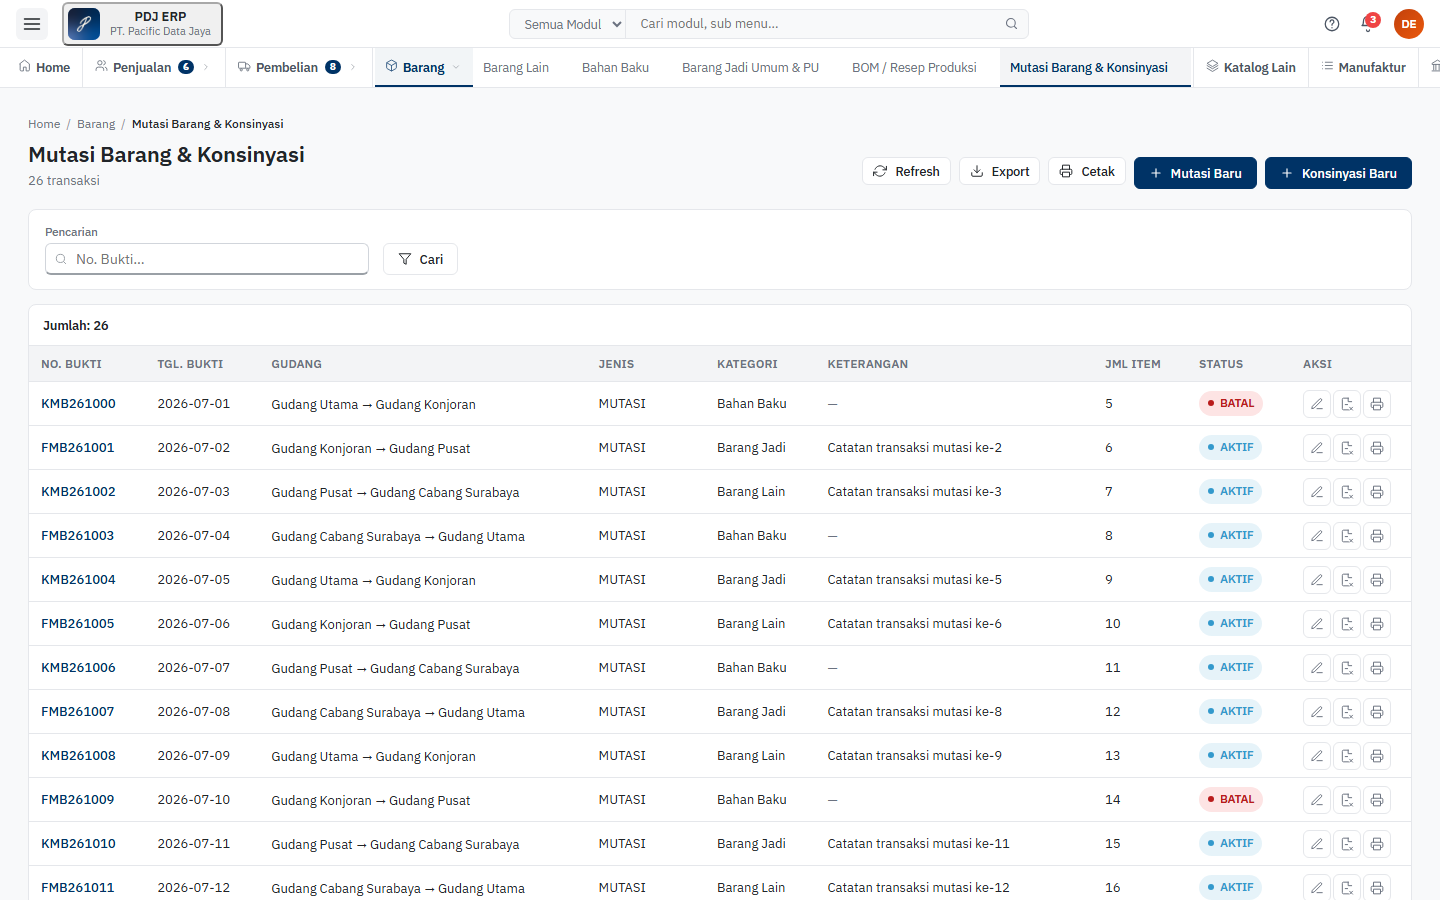 PDJ ERP
PT. Pacific Data Jaya
Semua Modul
Cari modul, sub menu...
3
DE
Home
Penjualan 6
Pembelian 8
Barang
Barang Lain
Bahan Baku
Barang Jadi Umum & PU
BOM / Resep Produksi
Mutasi Barang & Konsinyasi
Katalog Lain
Manufaktur
Home / Barang / Mutasi Barang & Konsinyasi
Mutasi Barang & Konsinyasi
26 transaksi
Refresh
Export
Cetak
+ Mutasi Baru
+ Konsinyasi Baru
Pencarian
No. Bukti...
Cari
Jumlah: 26
NO. BUKTI TGL. BUKTI GUDANG JENIS KATEGORI KETERANGAN JML ITEM STATUS AKSI
KMB261000 2026-07-01 Gudang Utama → Gudang Konjoran MUTASI Bahan Baku — 5 BATAL
FMB261001 2026-07-02 Gudang Konjoran → Gudang Pusat MUTASI Barang Jadi Catatan transaksi mutasi ke-2 6 AKTIF
KMB261002 2026-07-03 Gudang Pusat → Gudang Cabang Surabaya MUTASI Barang Lain Catatan transaksi mutasi ke-3 7 AKTIF
FMB261003 2026-07-04 Gudang Cabang Surabaya → Gudang Utama MUTASI Bahan Baku — 8 AKTIF
KMB261004 2026-07-05 Gudang Utama → Gudang Konjoran MUTASI Barang Jadi Catatan transaksi mutasi ke-5 9 AKTIF
FMB261005 2026-07-06 Gudang Konjoran → Gudang Pusat MUTASI Barang Lain Catatan transaksi mutasi ke-6 10 AKTIF
KMB261006 2026-07-07 Gudang Pusat → Gudang Cabang Surabaya MUTASI Bahan Baku — 11 AKTIF
FMB261007 2026-07-08 Gudang Cabang Surabaya → Gudang Utama MUTASI Barang Jadi Catatan transaksi mutasi ke-8 12 AKTIF
KMB261008 2026-07-09 Gudang Utama → Gudang Konjoran MUTASI Barang Lain Catatan transaksi mutasi ke-9 13 AKTIF
FMB261009 2026-07-10 Gudang Konjoran → Gudang Pusat MUTASI Bahan Baku — 14 BATAL
KMB261010 2026-07-11 Gudang Pusat → Gudang Cabang Surabaya MUTASI Barang Jadi Catatan transaksi mutasi ke-11 15 AKTIF
FMB261011 2026-07-12 Gudang Cabang Surabaya → Gudang Utama MUTASI Barang Lain Catatan transaksi mutasi ke-12 16 AKTIF